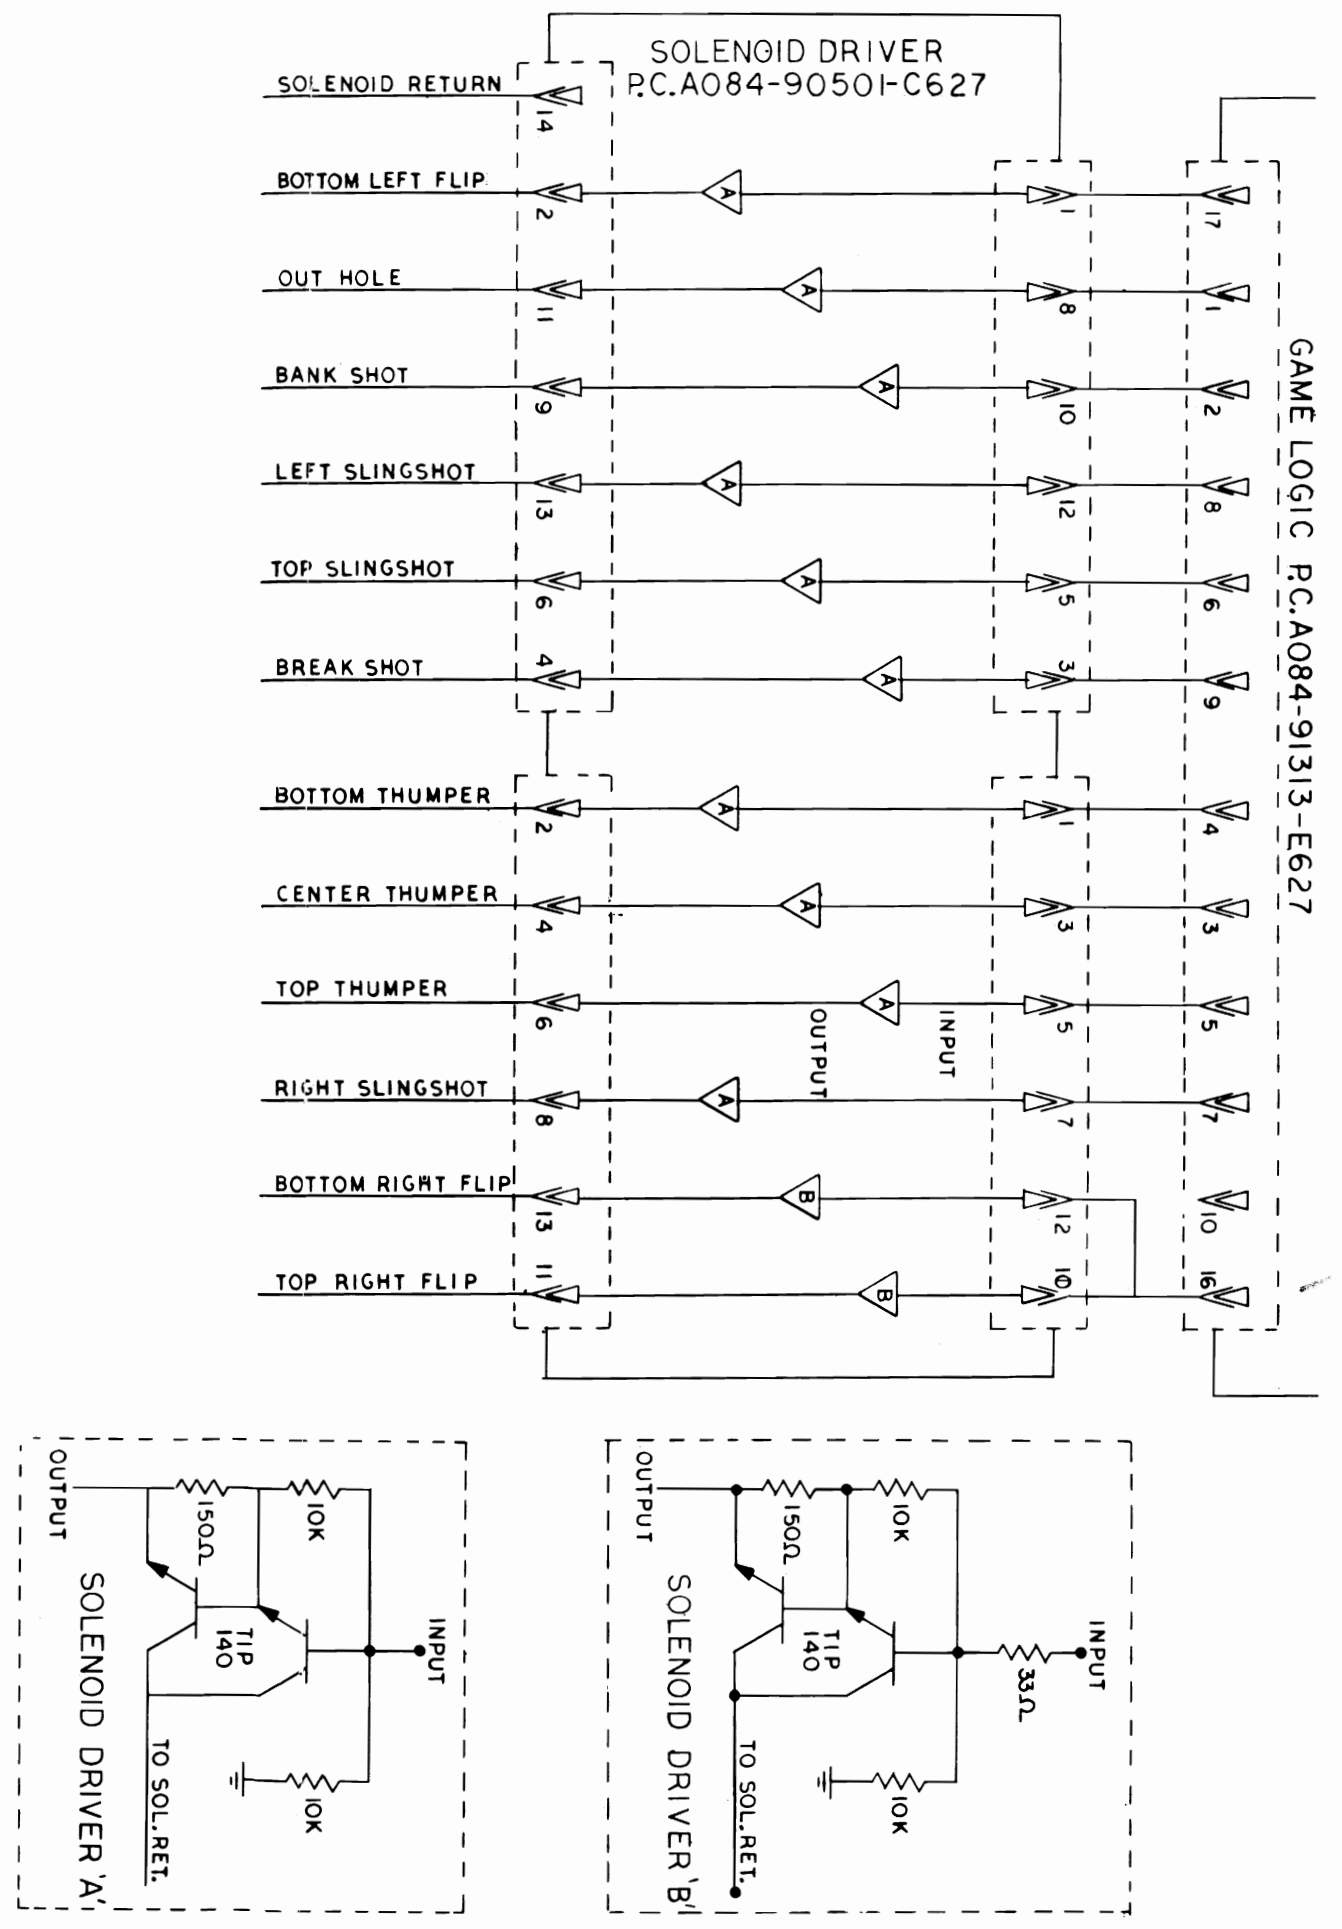 SOLENOID DRIVER
P.C.A084-90501-C627
SOLENOID RETURN
14
BOTTOM LEFT FLIP
2
A
1
17
OUT HOLE
11
A
8
1
BANK SHOT
9
A
10
2
LEFT SLINGSHOT
13
A
12
8
TOP SLINGSHOT
6
A
5
6
BREAK SHOT
4
A
3
9
GAME LOGIC P.C.A084-91313-E627
BOTTOM THUMPER
2
A
1
4
CENTER THUMPER
4
A
3
3
TOP THUMPER
6
A
5
5
OUTPUT
INPUT
RIGHT SLINGSHOT
8
A
7
7
BOTTOM RIGHT FLIP
13
B
12
10
TOP RIGHT FLIP
11
B
10
16
OUTPUT
150Ω
10K
TIP
140
INPUT
10K
TO SOL.RET.
SOLENOID DRIVER 'A'
OUTPUT
150Ω
10K
TIP
140
INPUT
33Ω
10K
TO SOL.RET.
SOLENOID DRIVER 'B'